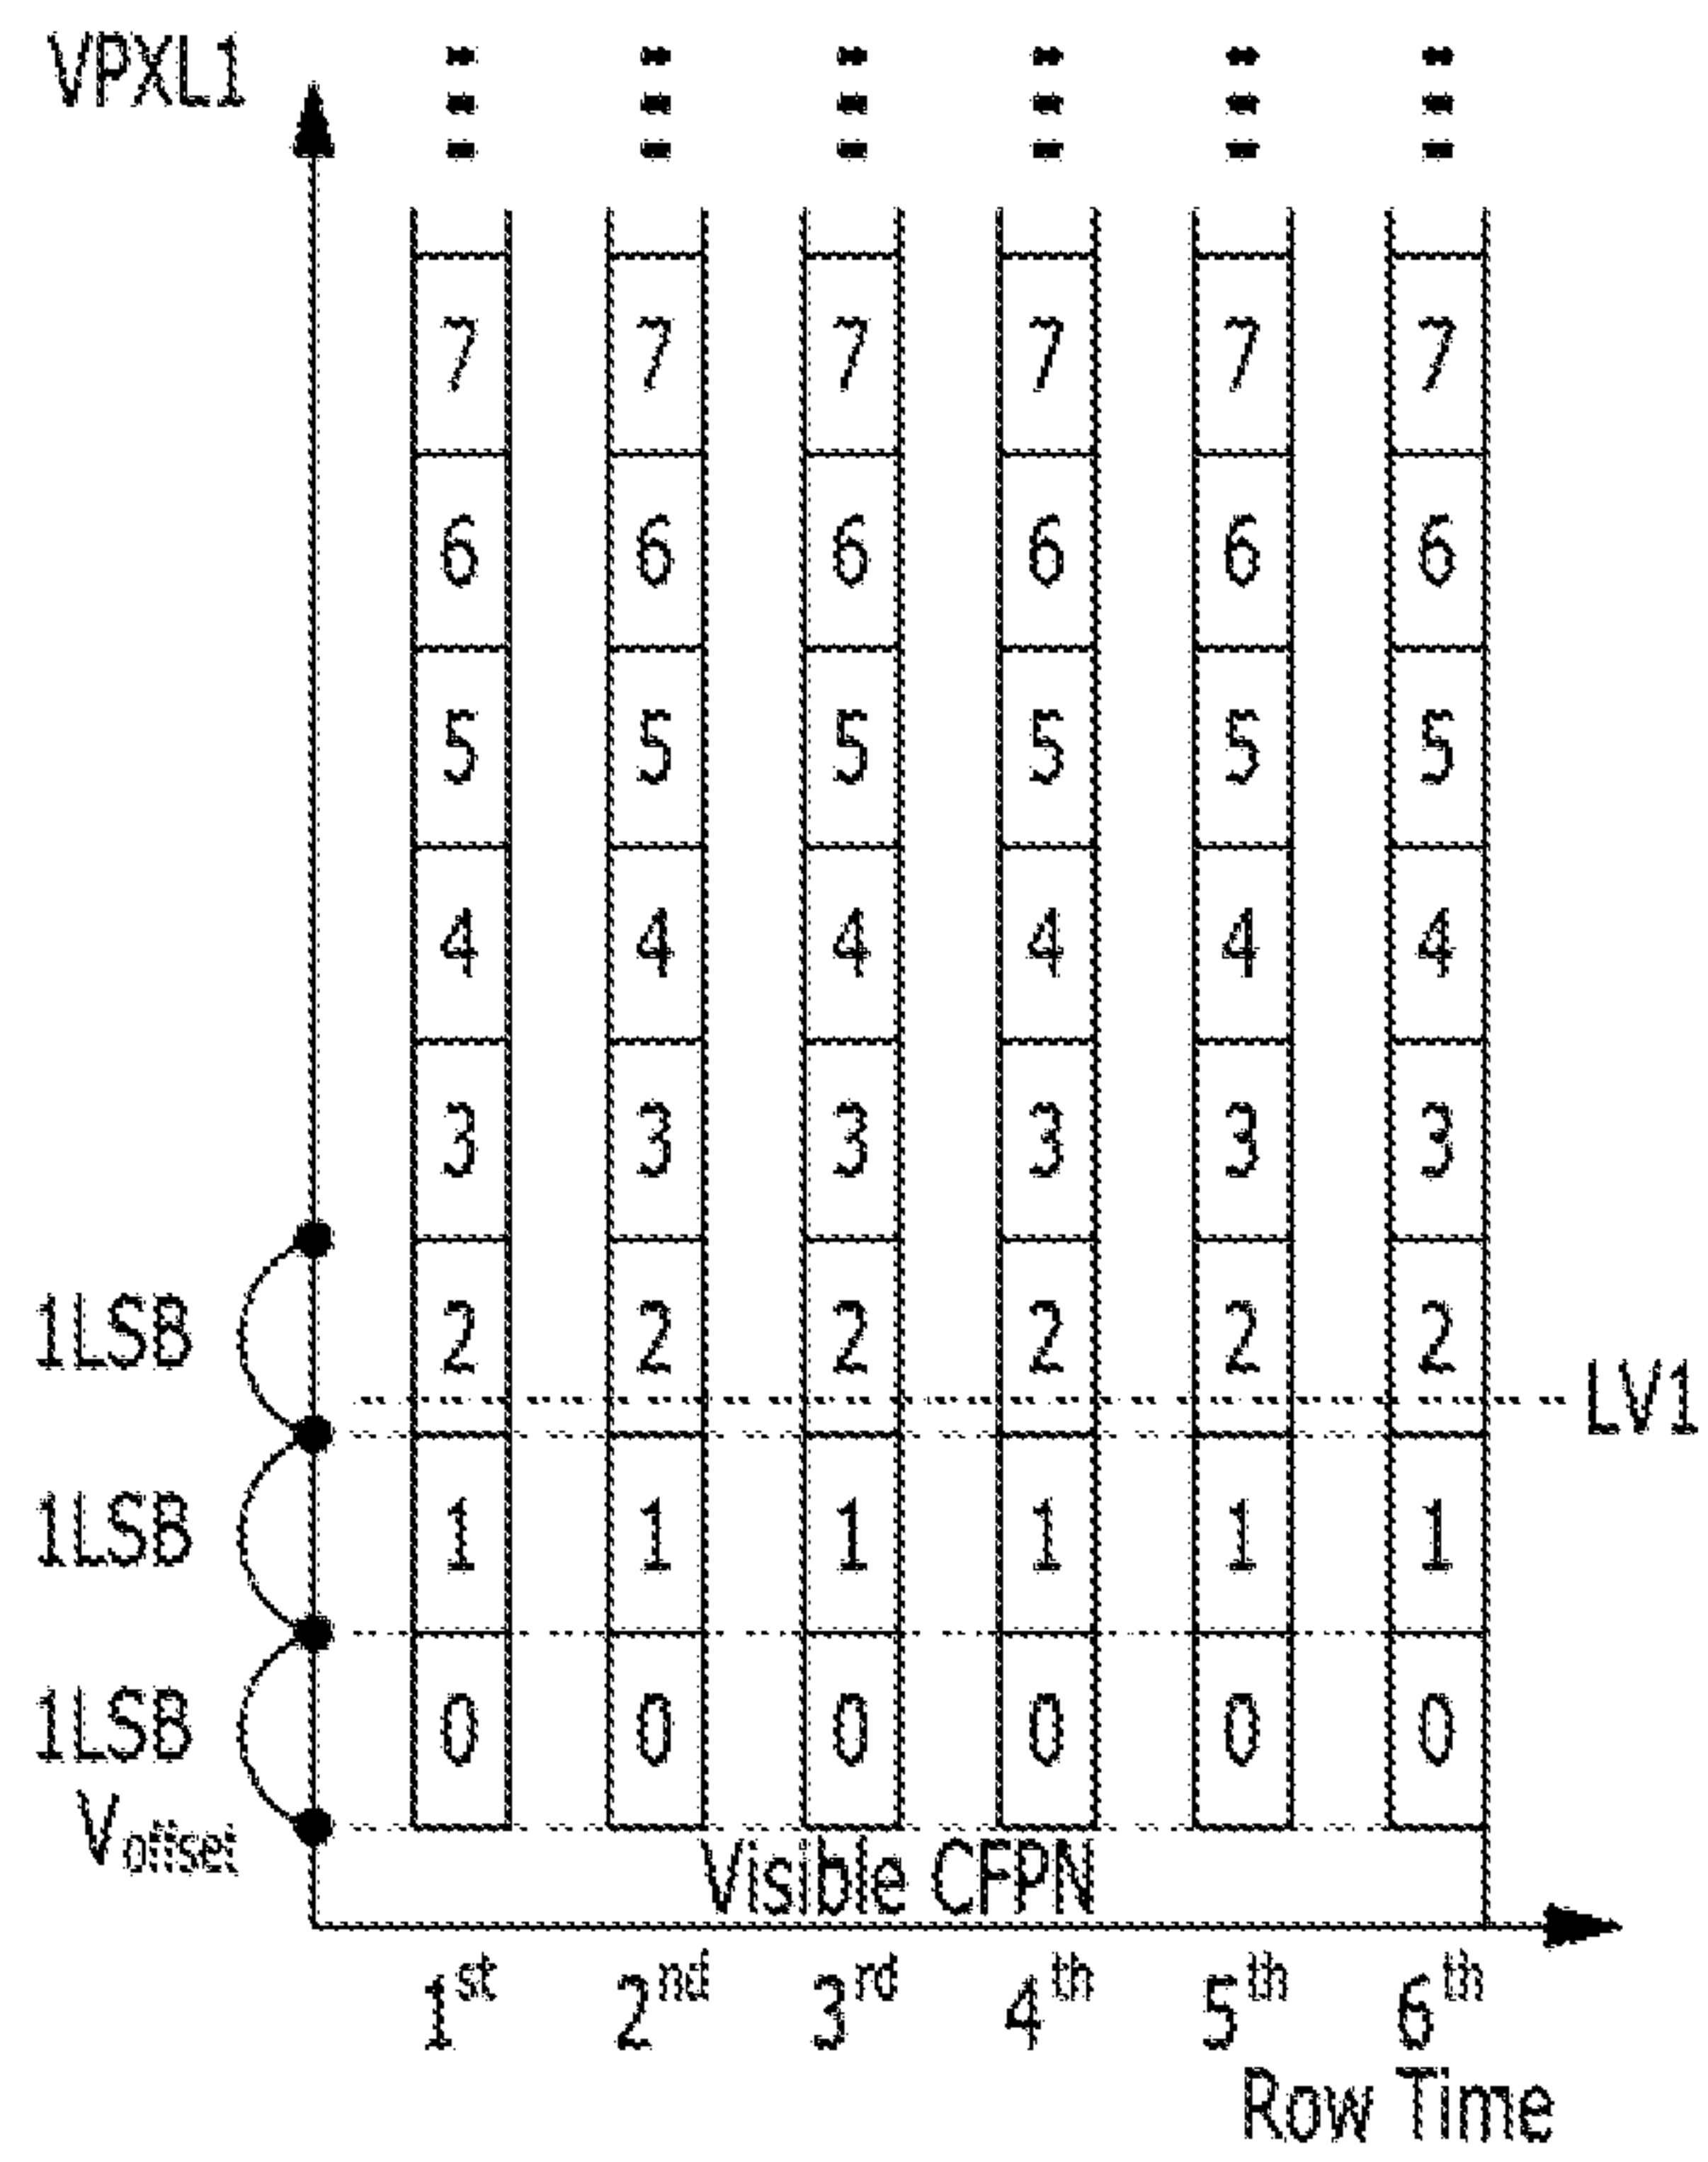 VPXL1
7 7 7 7 7 7
6 6 6 6 6 6
5 5 5 5 5 5
4 4 4 4 4 4
3 3 3 3 3 3
1LSB 2 2 2 2 2 2
LV1
1LSB 1 1 1 1 1 1
1LSB 0 0 0 0 0 0
Voffset
Visible CFPN
1st 2nd 3rd 4th 5th 6th
Row Time